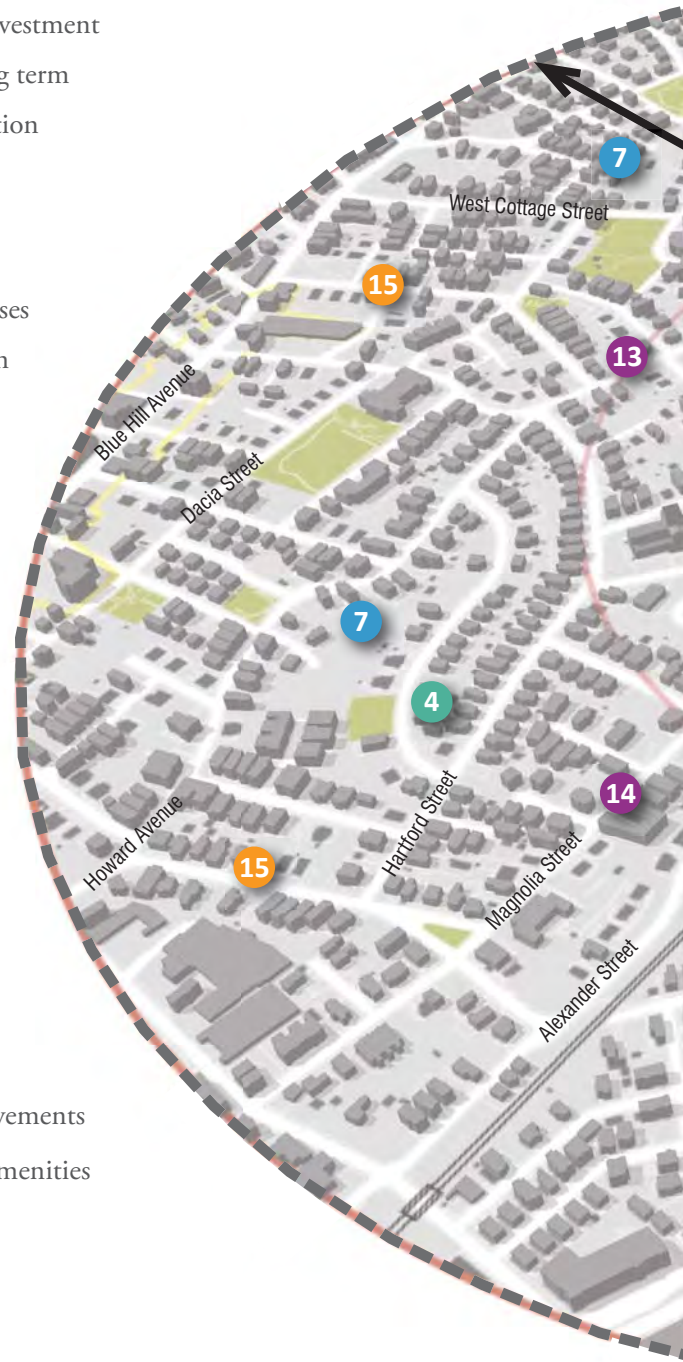 vestment
g term
tion
ses
n
vements
menities
7
West Cottage Street
15
13
Blue Hill Avenue
Dacia Street
7
4
14
Hartford Street
Howard Avenue
15
Magnolia Street
Alexander Street